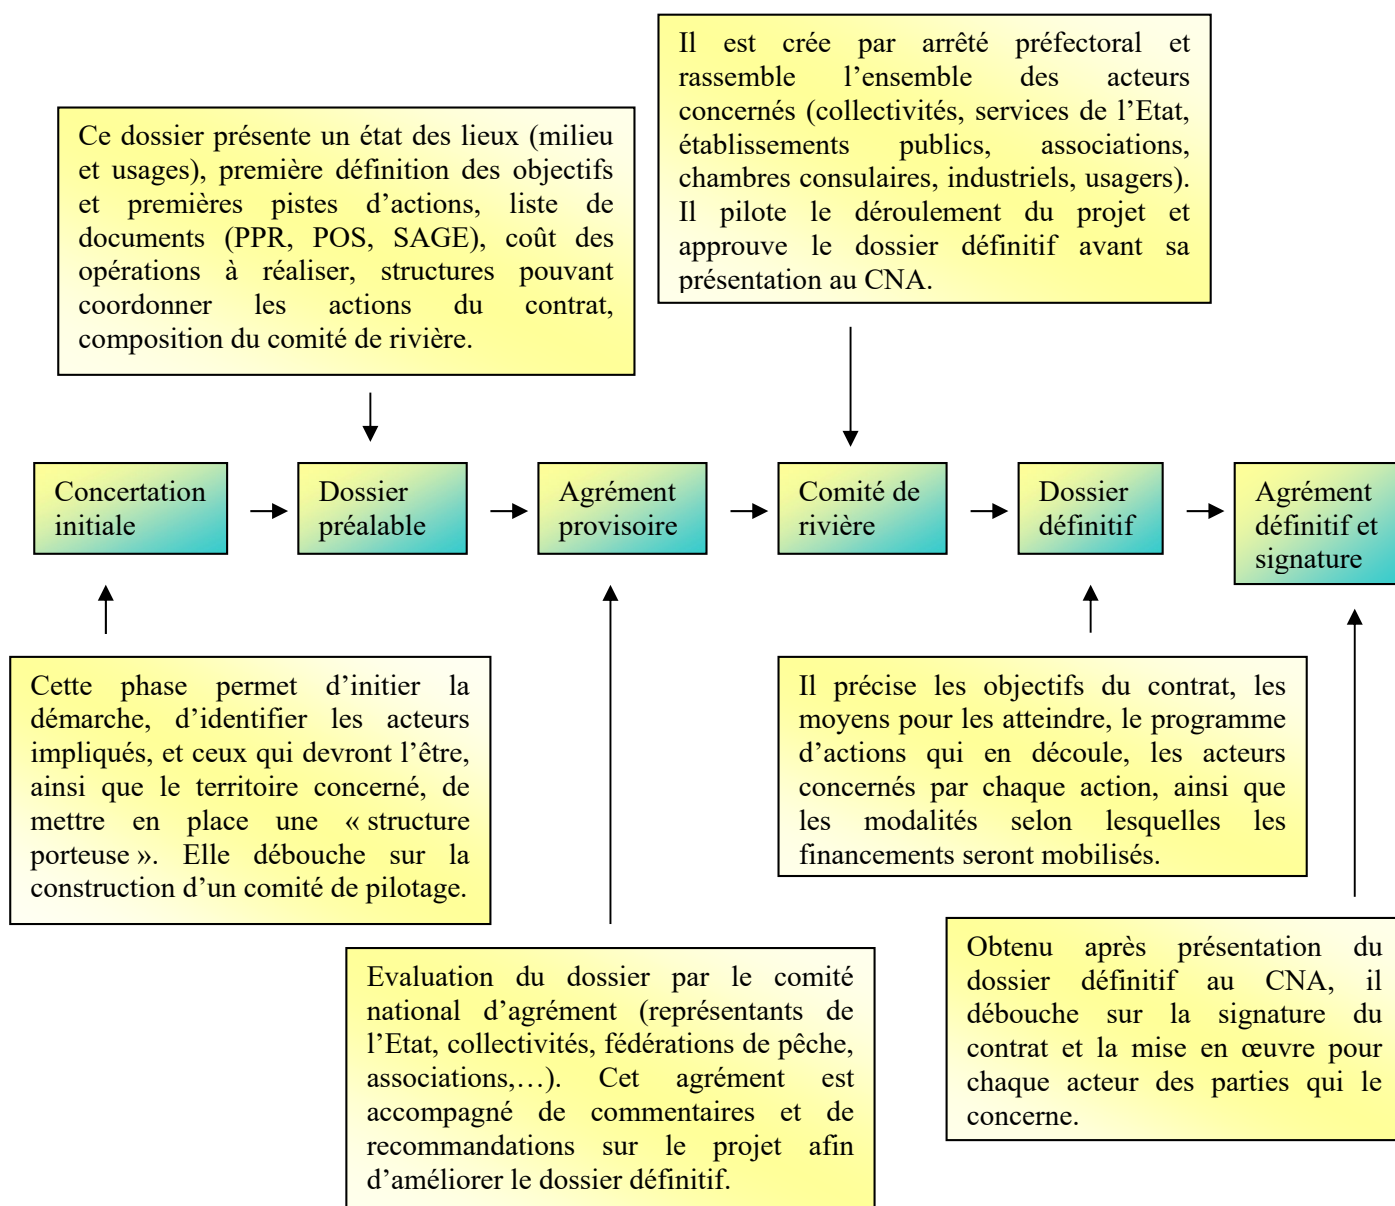 Il est crée par arrêté préfectoral et
rassemble l’ensemble des acteurs
concernés (collectivités, services de l’Etat,
établissements publics, associations,
chambres consulaires, industriels, usagers).
Il pilote le déroulement du projet et
approuve le dossier définitif avant sa
présentation au CNA.
Ce dossier présente un état des lieux (milieu
et usages), première définition des objectifs
et premières pistes d’actions, liste de
documents (PPR, POS, SAGE), coût des
opérations à réaliser, structures pouvant
coordonner les actions du contrat,
composition du comité de rivière.
Concertation
initiale
Dossier
préalable
Agrément
provisoire
Comité de
rivière
Dossier
définitif
Agrément
définitif et
signature
Cette phase permet d’initier la
démarche, d’identifier les acteurs
impliqués, et ceux qui devront l’être,
ainsi que le territoire concerné, de
mettre en place une « structure
porteuse ». Elle débouche sur la
construction d’un comité de pilotage.
Il précise les objectifs du contrat, les
moyens pour les atteindre, le programme
d’actions qui en découle, les acteurs
concernés par chaque action, ainsi que
les modalités selon lesquelles les
financements seront mobilisés.
Evaluation du dossier par le comité
national d’agrément (représentants de
l’Etat, collectivités, fédérations de pêche,
associations,…). Cet agrément est
accompagné de commentaires et de
recommandations sur le projet afin
d’améliorer le dossier définitif.
Obtenu après présentation du
dossier définitif au CNA, il
débouche sur la signature du
contrat et la mise en œuvre pour
chaque acteur des parties qui le
concerne.